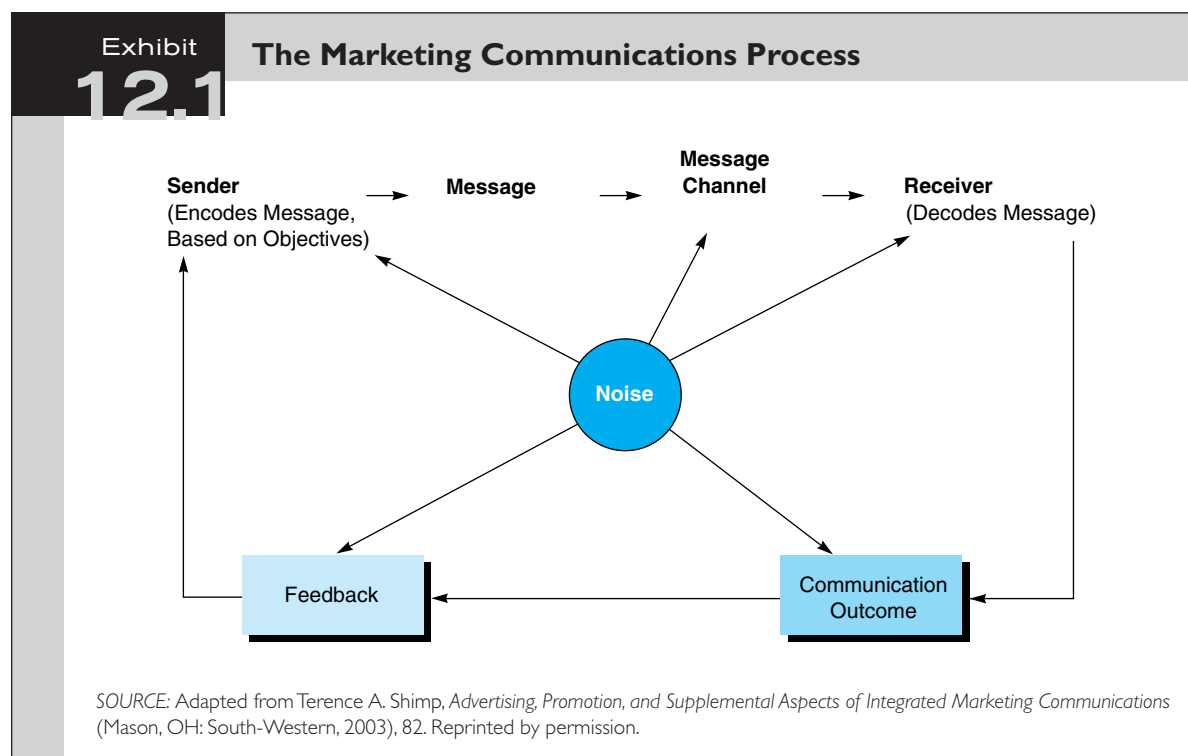 Exhibit
12.1
The Marketing Communications Process
Sender
(Encodes Message,
Based on Objectives)
Message
Message
Channel
Receiver
(Decodes Message)
Noise
Feedback
Communication
Outcome
SOURCE: Adapted from Terence A. Shimp, Advertising, Promotion, and Supplemental Aspects of Integrated Marketing Communications
(Mason, OH: South-Western, 2003), 82. Reprinted by permission.